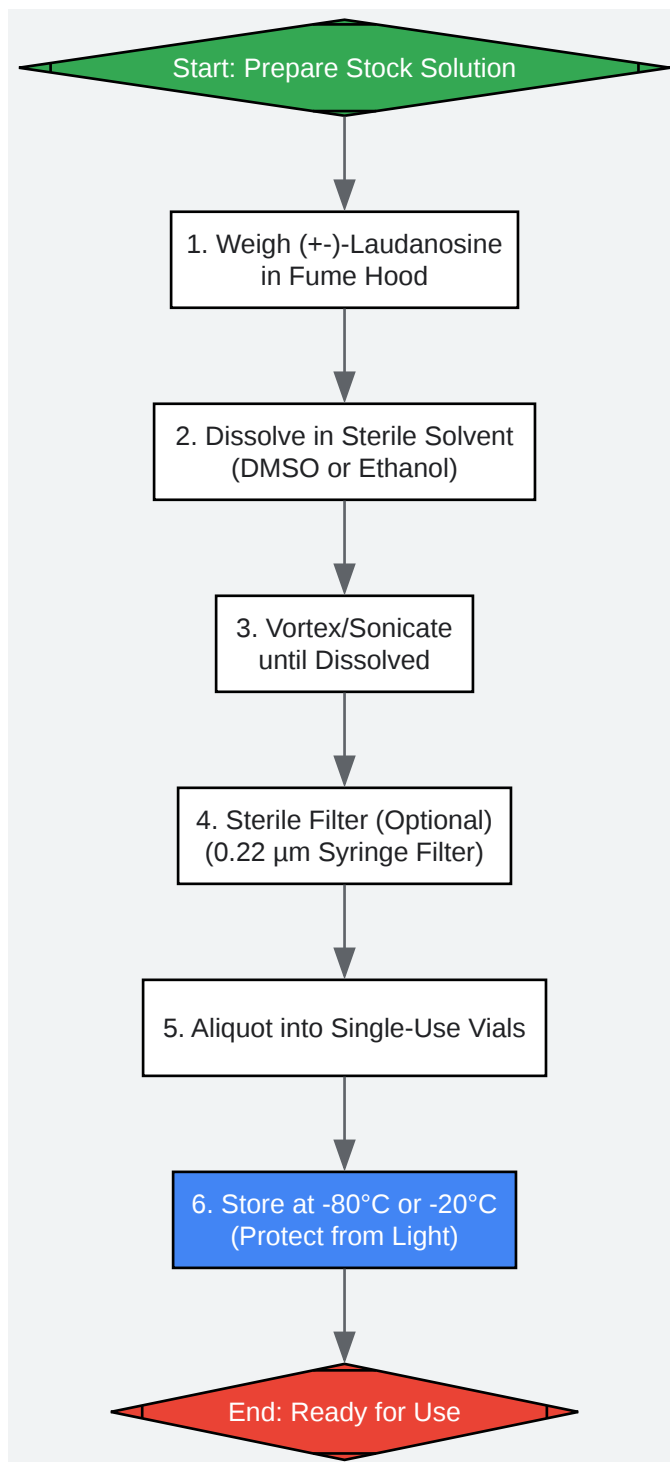 Start: Prepare Stock Solution
1. Weigh (+-)-Laudanosine
in Fume Hood
2. Dissolve in Sterile Solvent
(DMSO or Ethanol)
3. Vortex/Sonicate
until Dissolved
4. Sterile Filter (Optional)
(0.22 µm Syringe Filter)
5. Aliquot into Single-Use Vials
6. Store at -80°C or -20°C
(Protect from Light)
End: Ready for Use